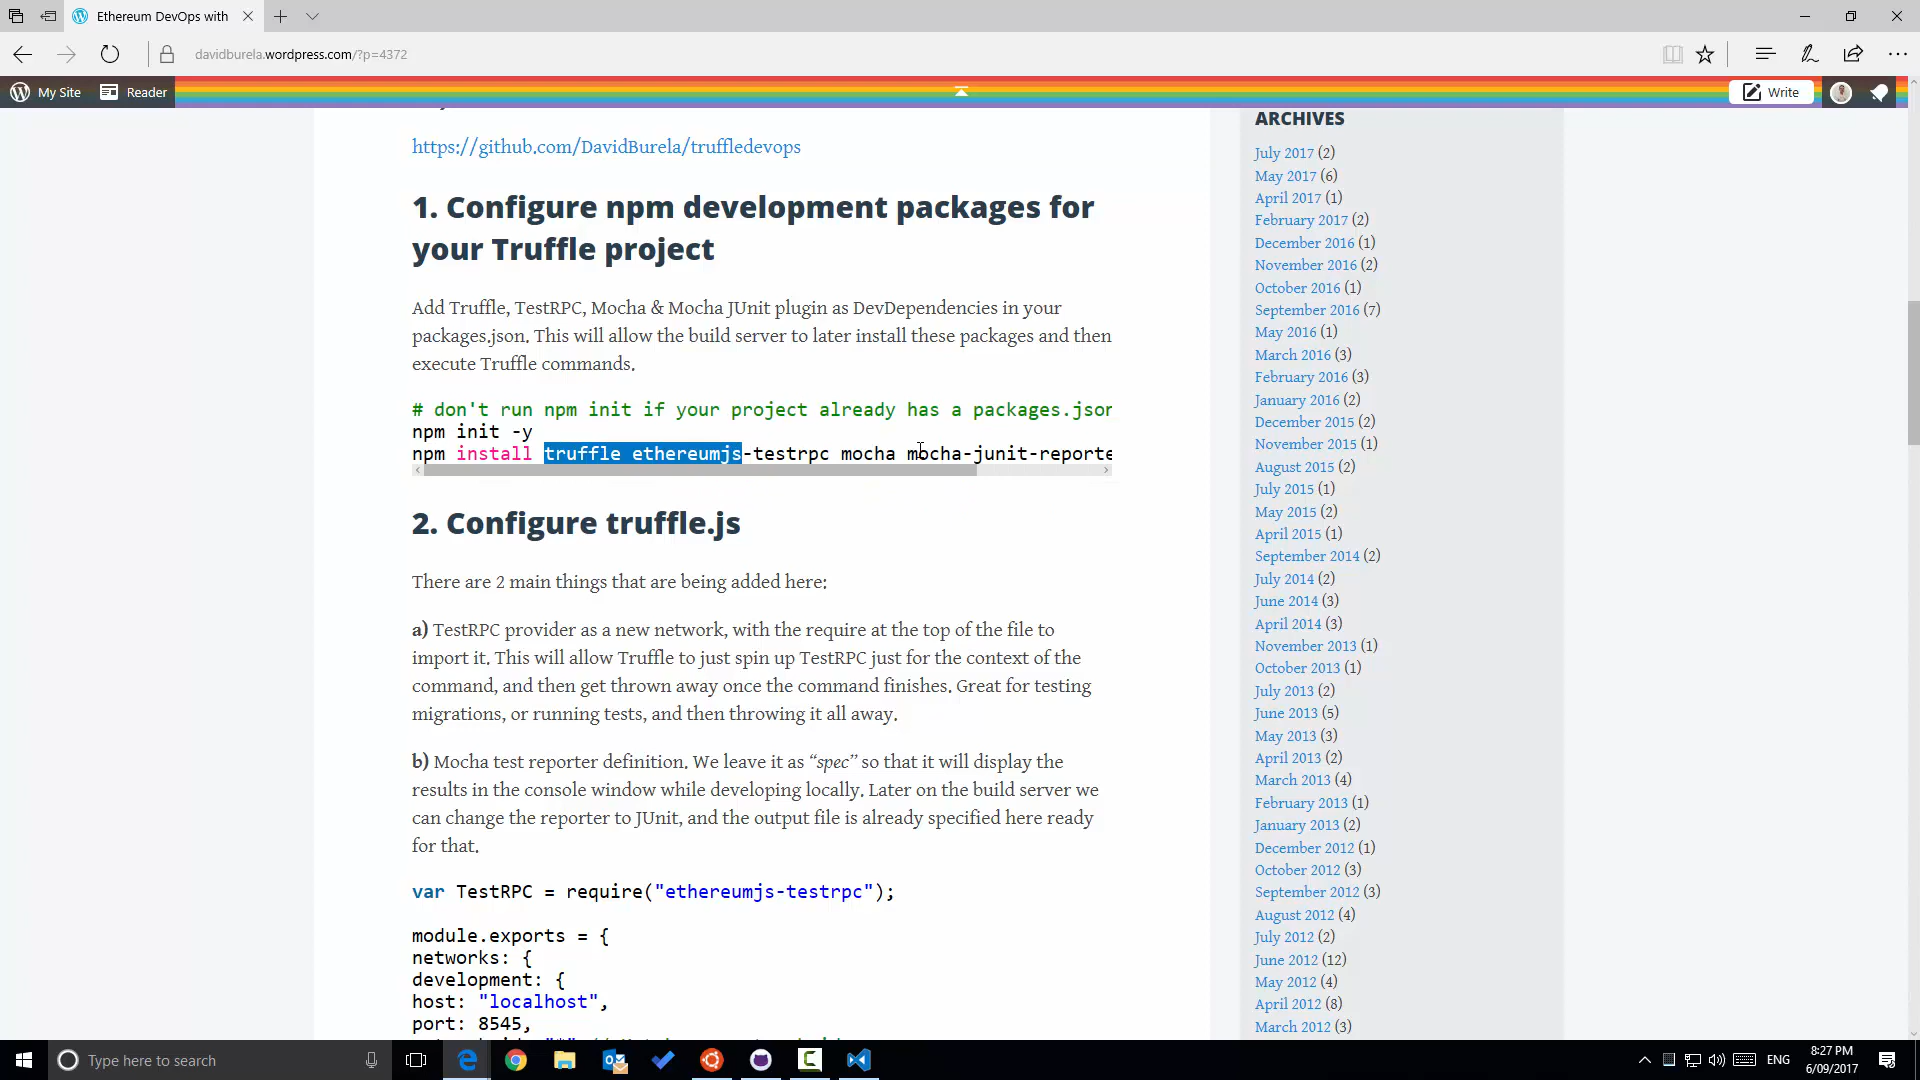 Ethereum DevOps with
davidburela.wordpress.com/?p=4372
My Site
Reader
Write
https://github.com/DavidBurela/truffledevops
1. Configure npm development packages for
your Truffle project
Add Truffle, TestRPC, Mocha & Mocha JUnit plugin as DevDependencies in your
packages.json. This will allow the build server to later install these packages and then
execute Truffle commands.
# don't run npm init if your project already has a packages.json
npm init -y
npm install truffle ethereumjs-testrpc mocha mocha-junit-reporte
2. Configure truffle.js
There are 2 main things that are being added here:
a) TestRPC provider as a new network, with the require at the top of the file to
import it. This will allow Truffle to just spin up TestRPC just for the context of the
command, and then get thrown away once the command finishes. Great for testing
migrations, or running tests, and then throwing it all away.
b) Mocha test reporter definition. We leave it as “spec” so that it will display the
results in the console window while developing locally. Later on the build server we
can change the reporter to JUnit, and the output file is already specified here ready
for that.
var TestRPC = require("ethereumjs-testrpc");
module.exports = {
networks: {
development: {
host: "localhost",
port: 8545,
ARCHIVES
July 2017 (2)
May 2017 (6)
April 2017 (1)
February 2017 (2)
December 2016 (1)
November 2016 (2)
October 2016 (1)
September 2016 (7)
May 2016 (1)
March 2016 (3)
February 2016 (3)
January 2016 (2)
December 2015 (2)
November 2015 (1)
August 2015 (2)
July 2015 (1)
May 2015 (2)
April 2015 (1)
September 2014 (2)
July 2014 (2)
June 2014 (3)
April 2014 (3)
November 2013 (1)
October 2013 (1)
July 2013 (2)
June 2013 (5)
May 2013 (3)
April 2013 (2)
March 2013 (4)
February 2013 (1)
January 2013 (2)
December 2012 (1)
October 2012 (3)
September 2012 (3)
August 2012 (4)
July 2012 (2)
June 2012 (12)
May 2012 (4)
April 2012 (8)
March 2012 (3)
Type here to search
ENG
8:27 PM
6/09/2017